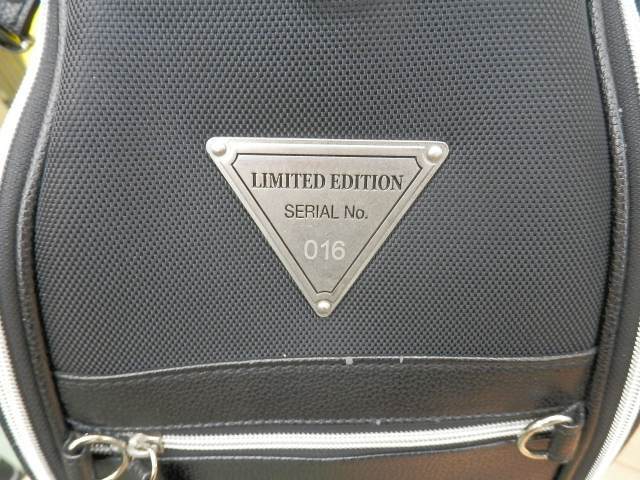 LIMITED EDITION
SERIAL No.
016